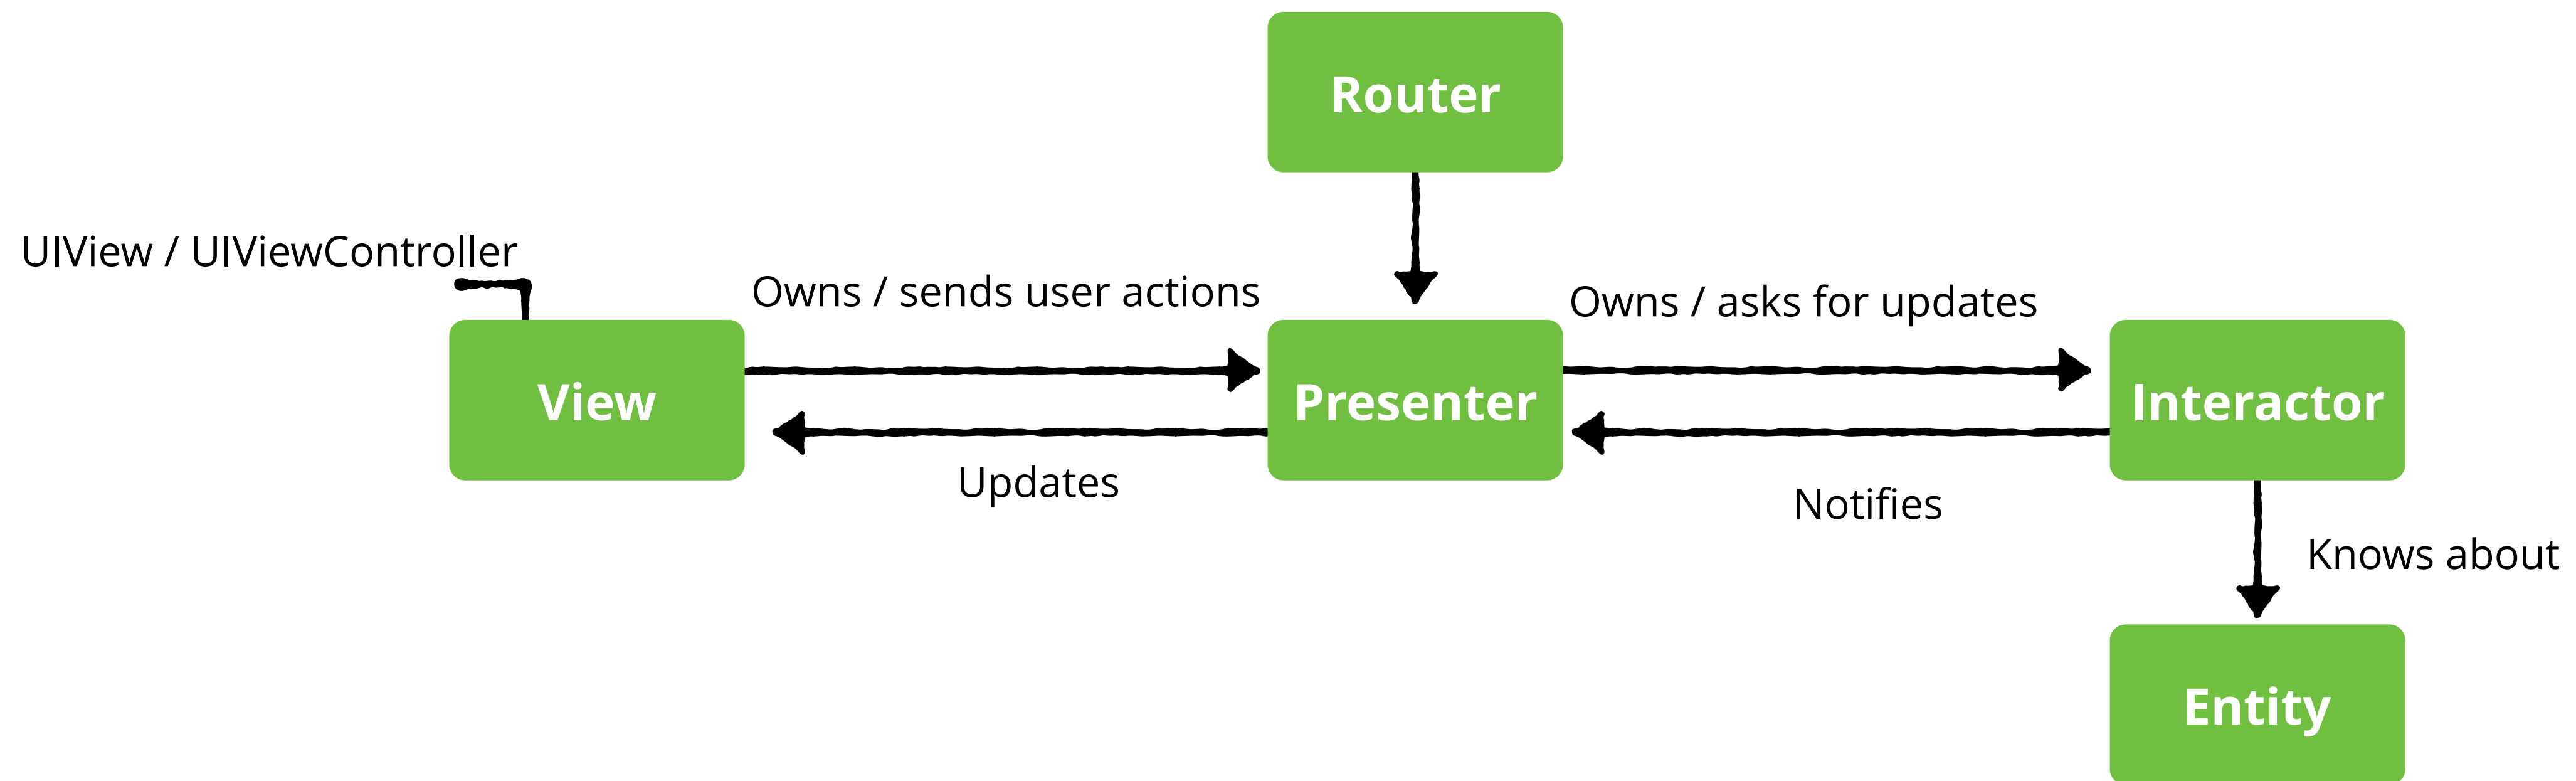 Router
UIView / UIViewController
Owns / sends user actions
Owns / asks for updates
View
Presenter
Interactor
Updates
Notifies
Knows about
Entity